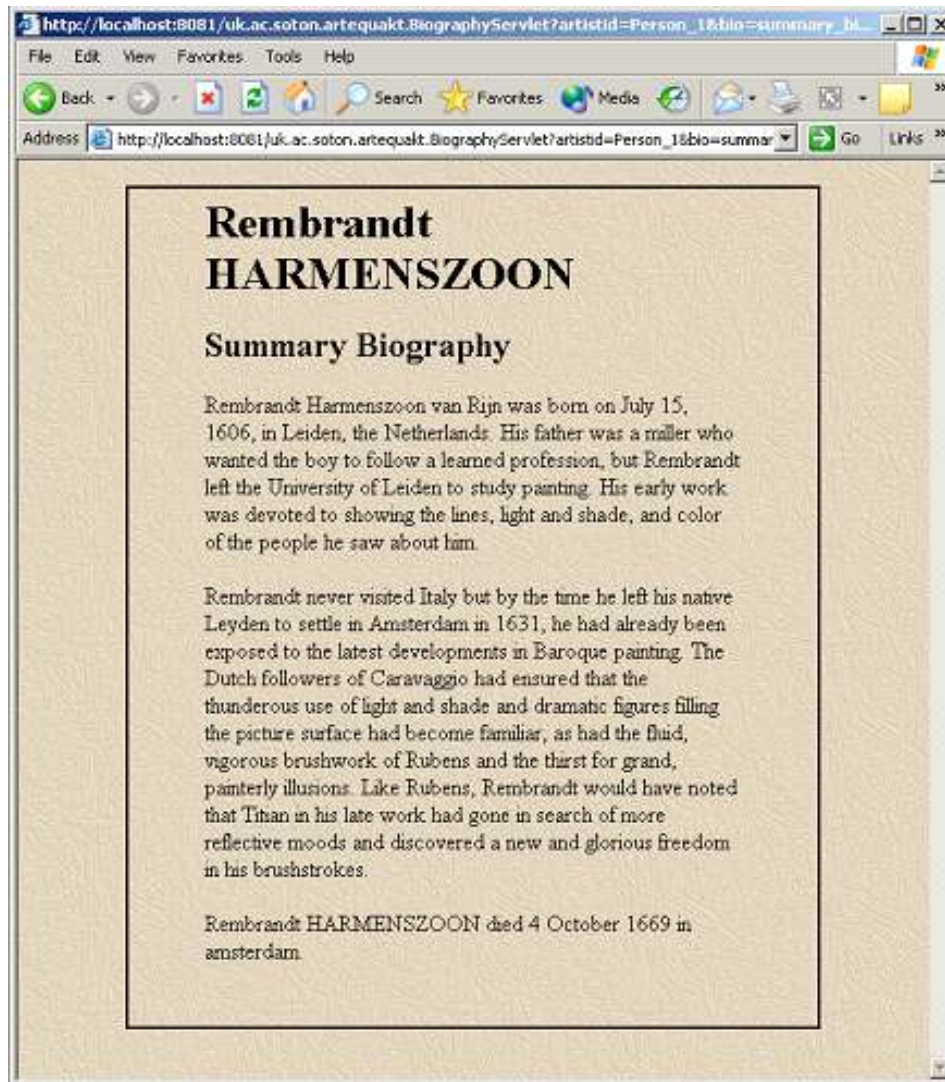 http://localhost:8081/uk.ac.soton.artequakt.BiographyServlet?artistid=Person_1&bio=summary_bi...
File Edit View Favorites Tools Help
Back Search Favorites Media
Address http://localhost:8081/uk.ac.soton.artequakt.BiographyServlet?artistid=Person_1&bio=summar Go Links
Rembrandt
HARMENSZOON
Summary Biography
Rembrandt Harmenszoon van Rijn was born on July 15,
1606, in Leiden, the Netherlands. His father was a miller who
wanted the boy to follow a learned profession, but Rembrandt
left the University of Leiden to study painting. His early work
was devoted to showing the lines, light and shade, and color
of the people he saw about him.
Rembrandt never visited Italy but by the time he left his native
Leyden to settle in Amsterdam in 1631, he had already been
exposed to the latest developments in Baroque painting. The
Dutch followers of Caravaggio had ensured that the
thunderous use of light and shade and dramatic figures filling
the picture surface had become familiar, as had the fluid,
vigorous brushwork of Rubens and the thirst for grand,
painterly illusions. Like Rubens, Rembrandt would have noted
that Titian in his late work had gone in search of more
reflective moods and discovered a new and glorious freedom
in his brushstrokes.
Rembrandt HARMENSZOON died 4 October 1669 in
amsterdam.